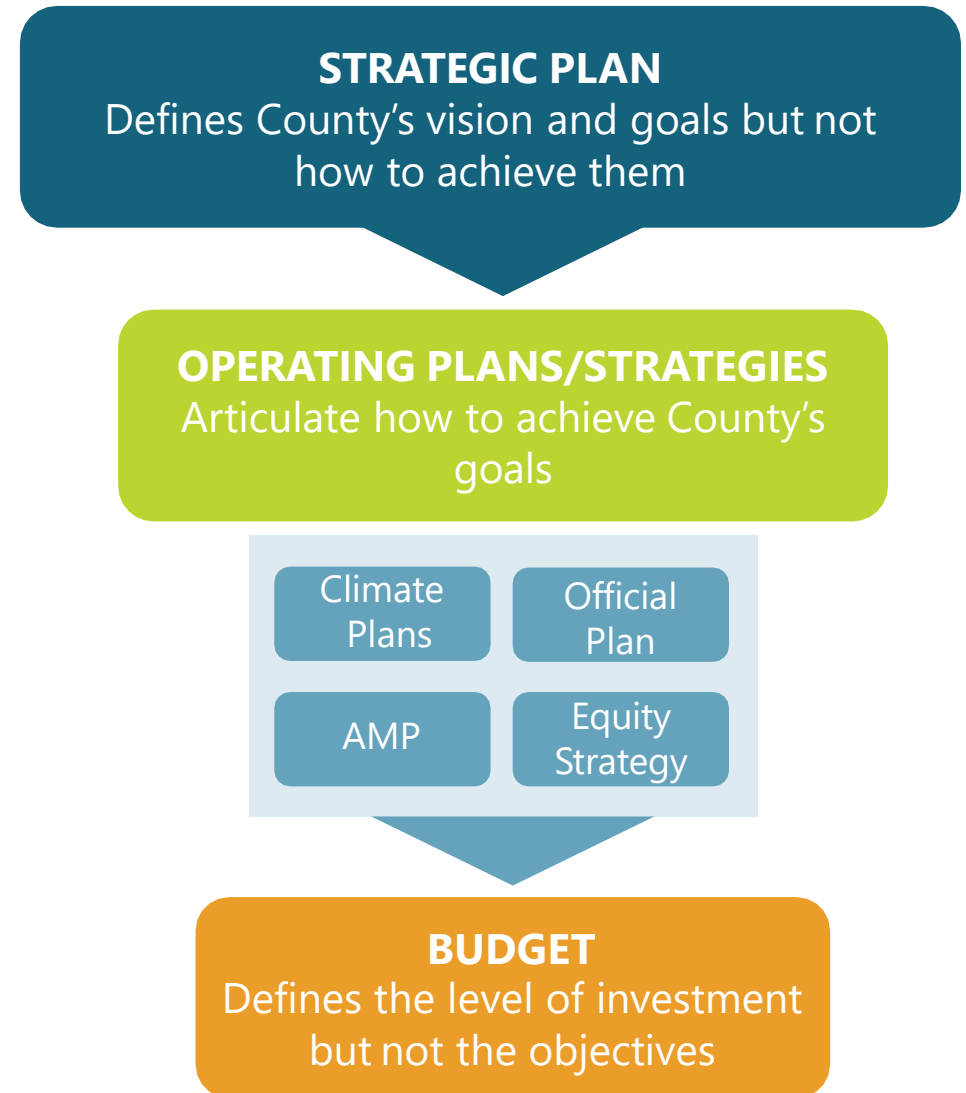 STRATEGIC PLAN
Defines County’s vision and goals but not
how to achieve them
OPERATING PLANS/STRATEGIES
Articulate how to achieve County’s
goals
Climate
Plans
Official
Plan
AMP
Equity
Strategy
BUDGET
Defines the level of investment
but not the objectives